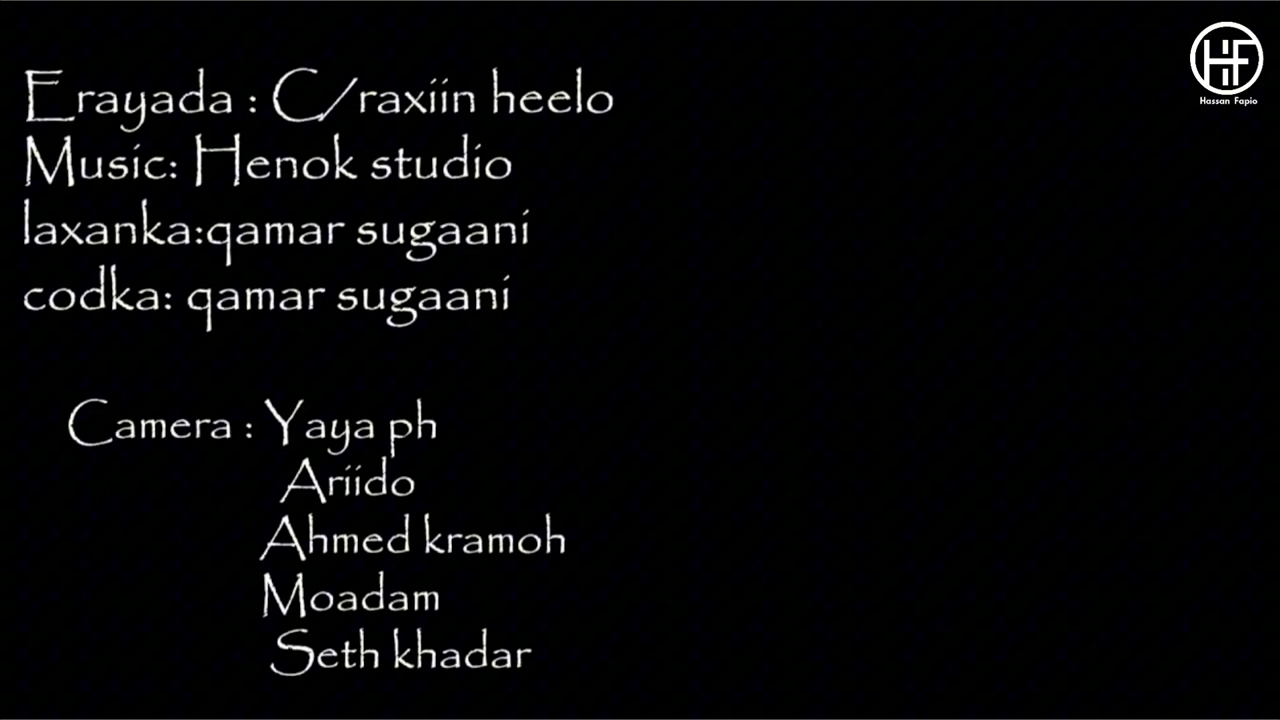 Erayada : C/raxiin heelo
Music: Henok studio
laxanka:qamar sugaani
codka: qamar sugaani
Camera : Yaya ph
Ariido
Ahmed kramoh
Moadam
Seth khadar
HF
Hassan Fapio